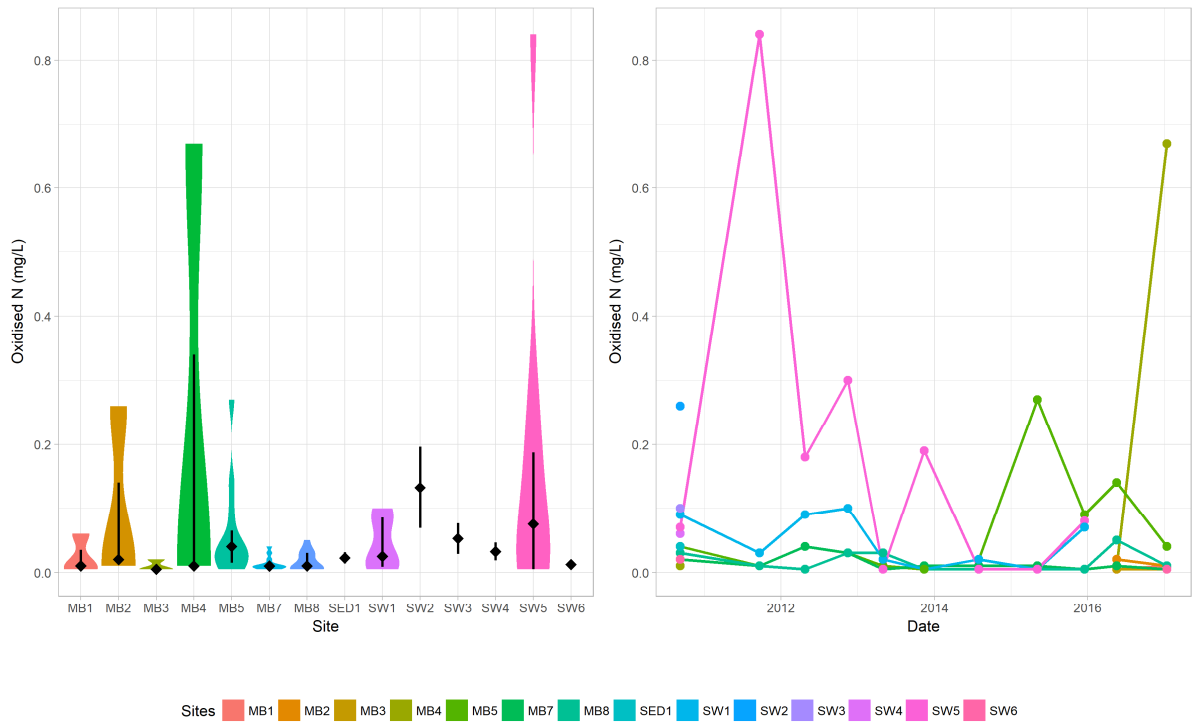 Oxidised N (mg/L)
0.8
0.6
0.4
0.2
0.0
MB1 MB2 MB3 MB4 MB5 MB7 MB8 SED1 SW1 SW2 SW3 SW4 SW5 SW6
Site
Oxidised N (mg/L)
0.8
0.6
0.4
0.2
0.0
2012 2014 2016
Date
Sites MB1 MB2 MB3 MB4 MB5 MB7 MB8 SED1 SW1 SW2 SW3 SW4 SW5 SW6